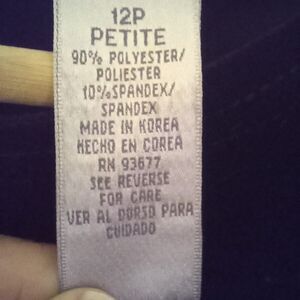 12P
PETITE
90% POLYESTER/
POLIESTER
10% SPANDEX/
SPANDEX
MADE IN KOREA
HECHO EN COREA
RN 93677
SEE REVERSE
FOR CARE
VER AL DORSO PARA
CUIDADO